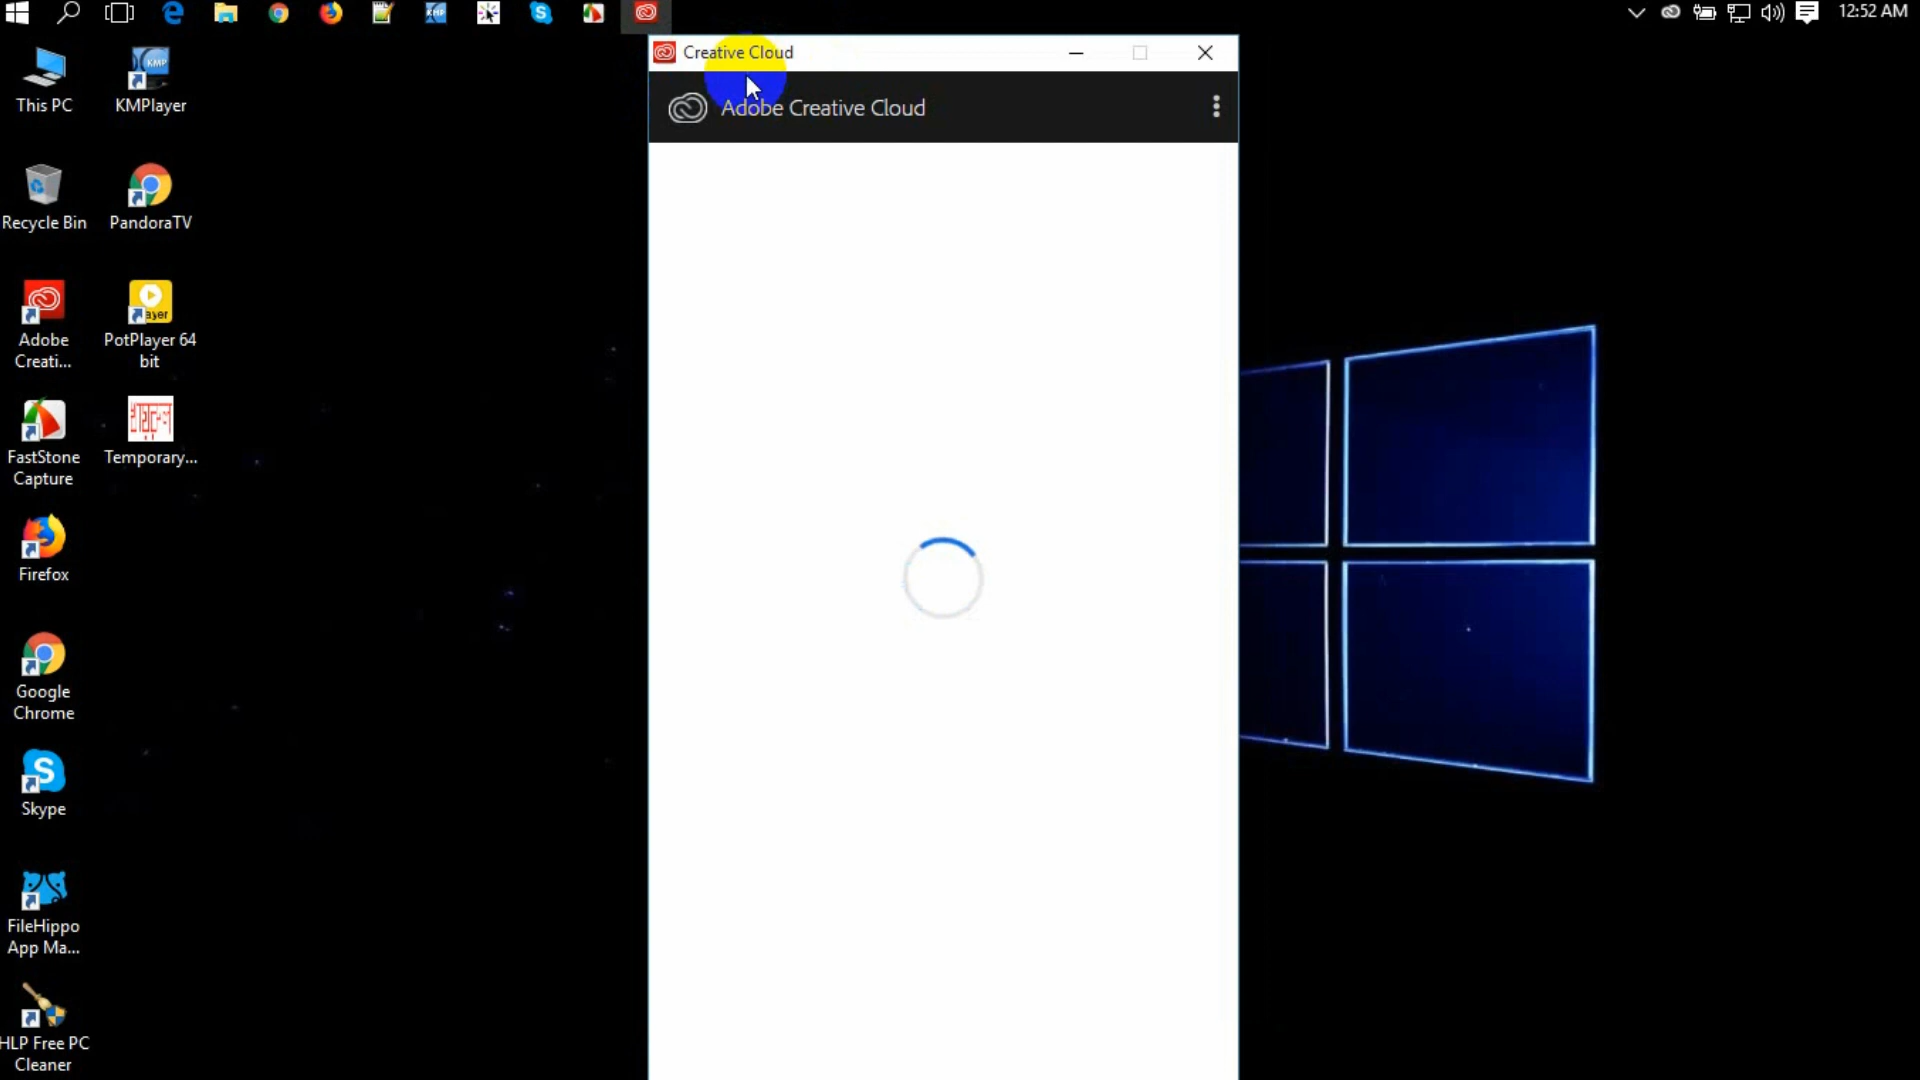 12:52 AM
Creative Cloud
Adobe Creative Cloud
This PC
KMPlayer
Recycle Bin
PandoraTV
Adobe
Creati...
PotPlayer 64
bit
FastStone
Capture
Temporary...
Firefox
Google
Chrome
Skype
FileHippo
App Ma...
HLP Free PC
Cleaner